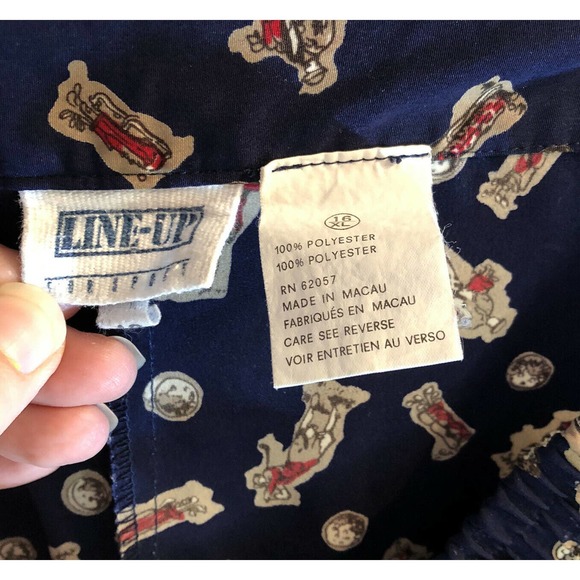 LINE-UP
16
XL
100% POLYESTER
100% POLYESTER
RN 62057
MADE IN MACAU
FABRIQUÉS EN MACAU
CARE SEE REVERSE
VOIR ENTRETIEN AU VERSO